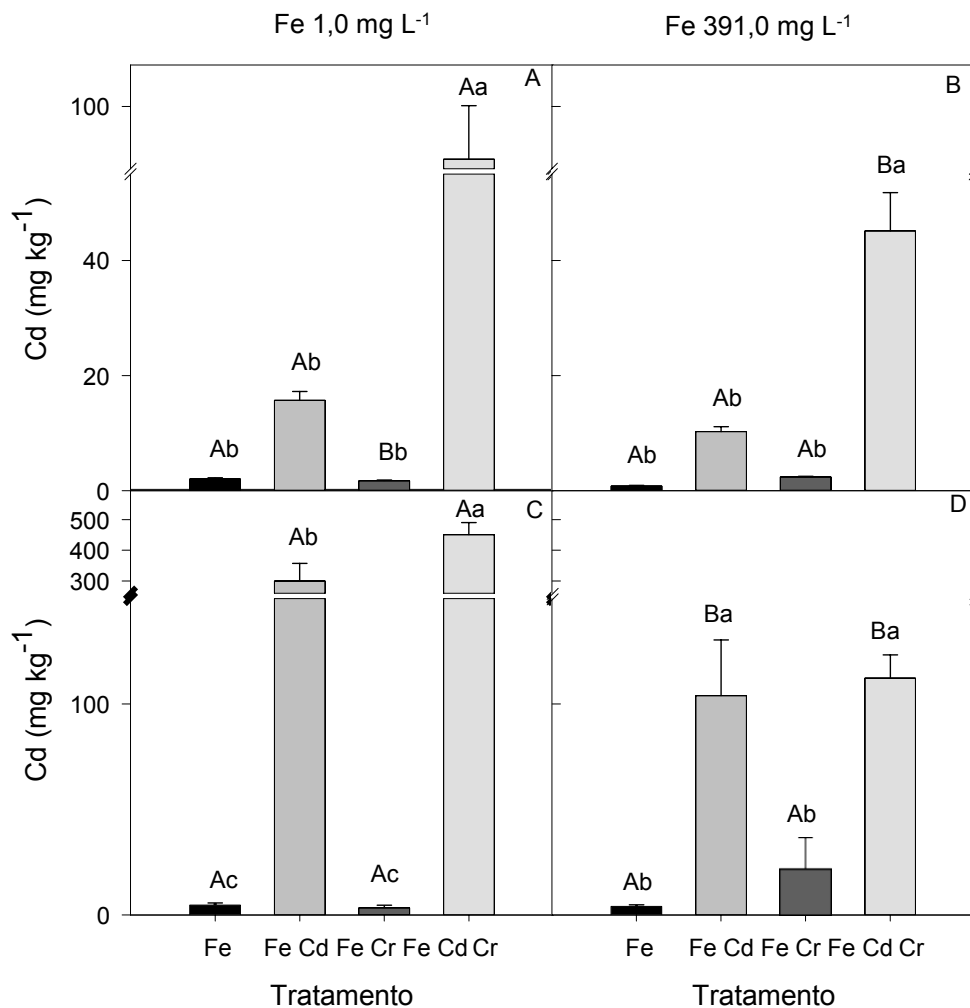 Fe 1,0 mg L-1
Fe 391,0 mg L-1
A
B
Cd (mg kg-1)
100
40
20
0
Ab
Ab
Bb
Aa
Ab
Ab
Ab
Ba
C
D
Cd (mg kg-1)
500
400
300
100
0
Ac
Ab
Ac
Aa
Ab
Ba
Ab
Ba
Fe
Fe Cd
Fe Cr
Fe Cd Cr
Fe
Fe Cd
Fe Cr
Fe Cd Cr
Tratamento
Tratamento